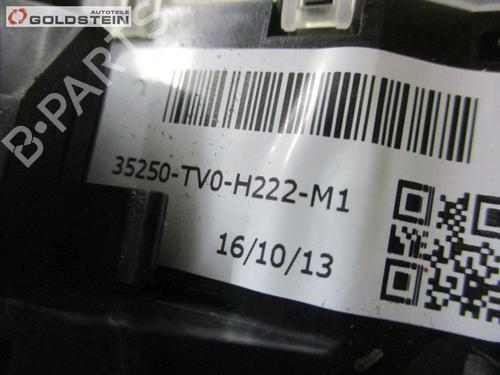 AUTOTEILE
GOLDSTEIN
B-PARTS
35250-TV0-H222-M1
16/10/13